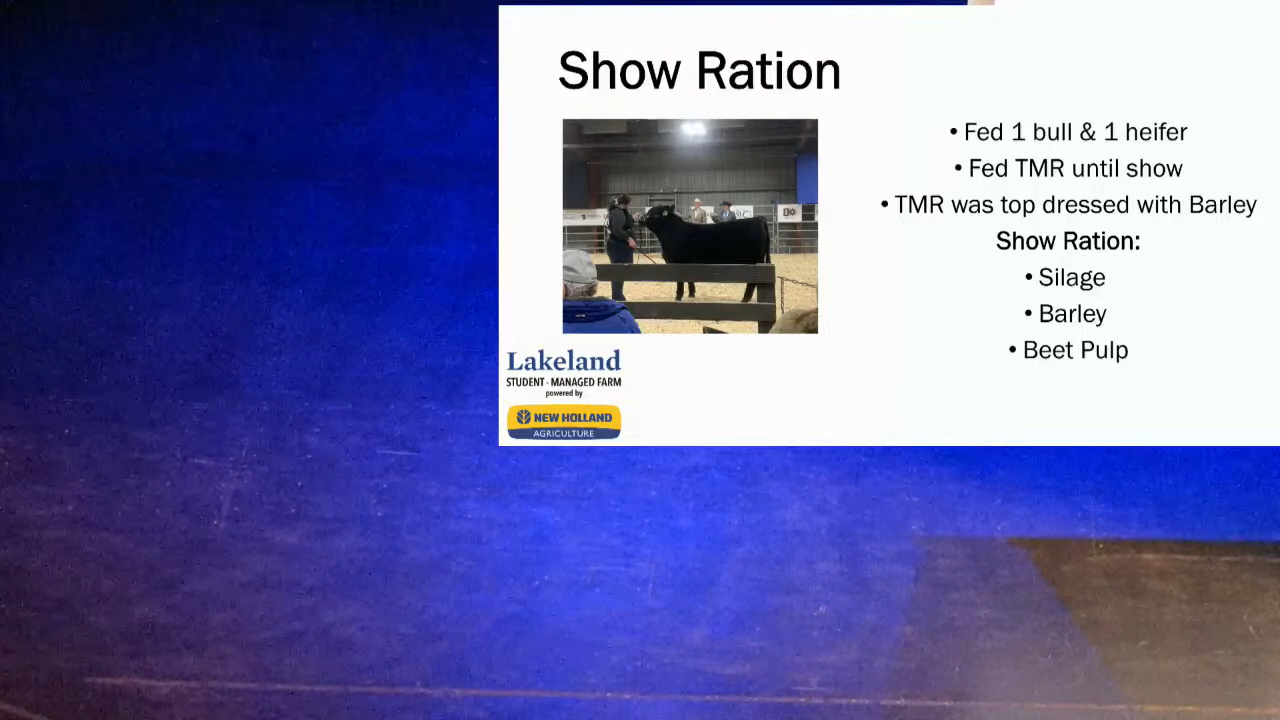 Show Ration
• Fed 1 bull & 1 heifer
• Fed TMR until show
• TMR was top dressed with Barley
Show Ration:
• Silage
• Barley
• Beet Pulp
Lakeland
STUDENT - MANAGED FARM
powered by
NEW HOLLAND
AGRICULTURE